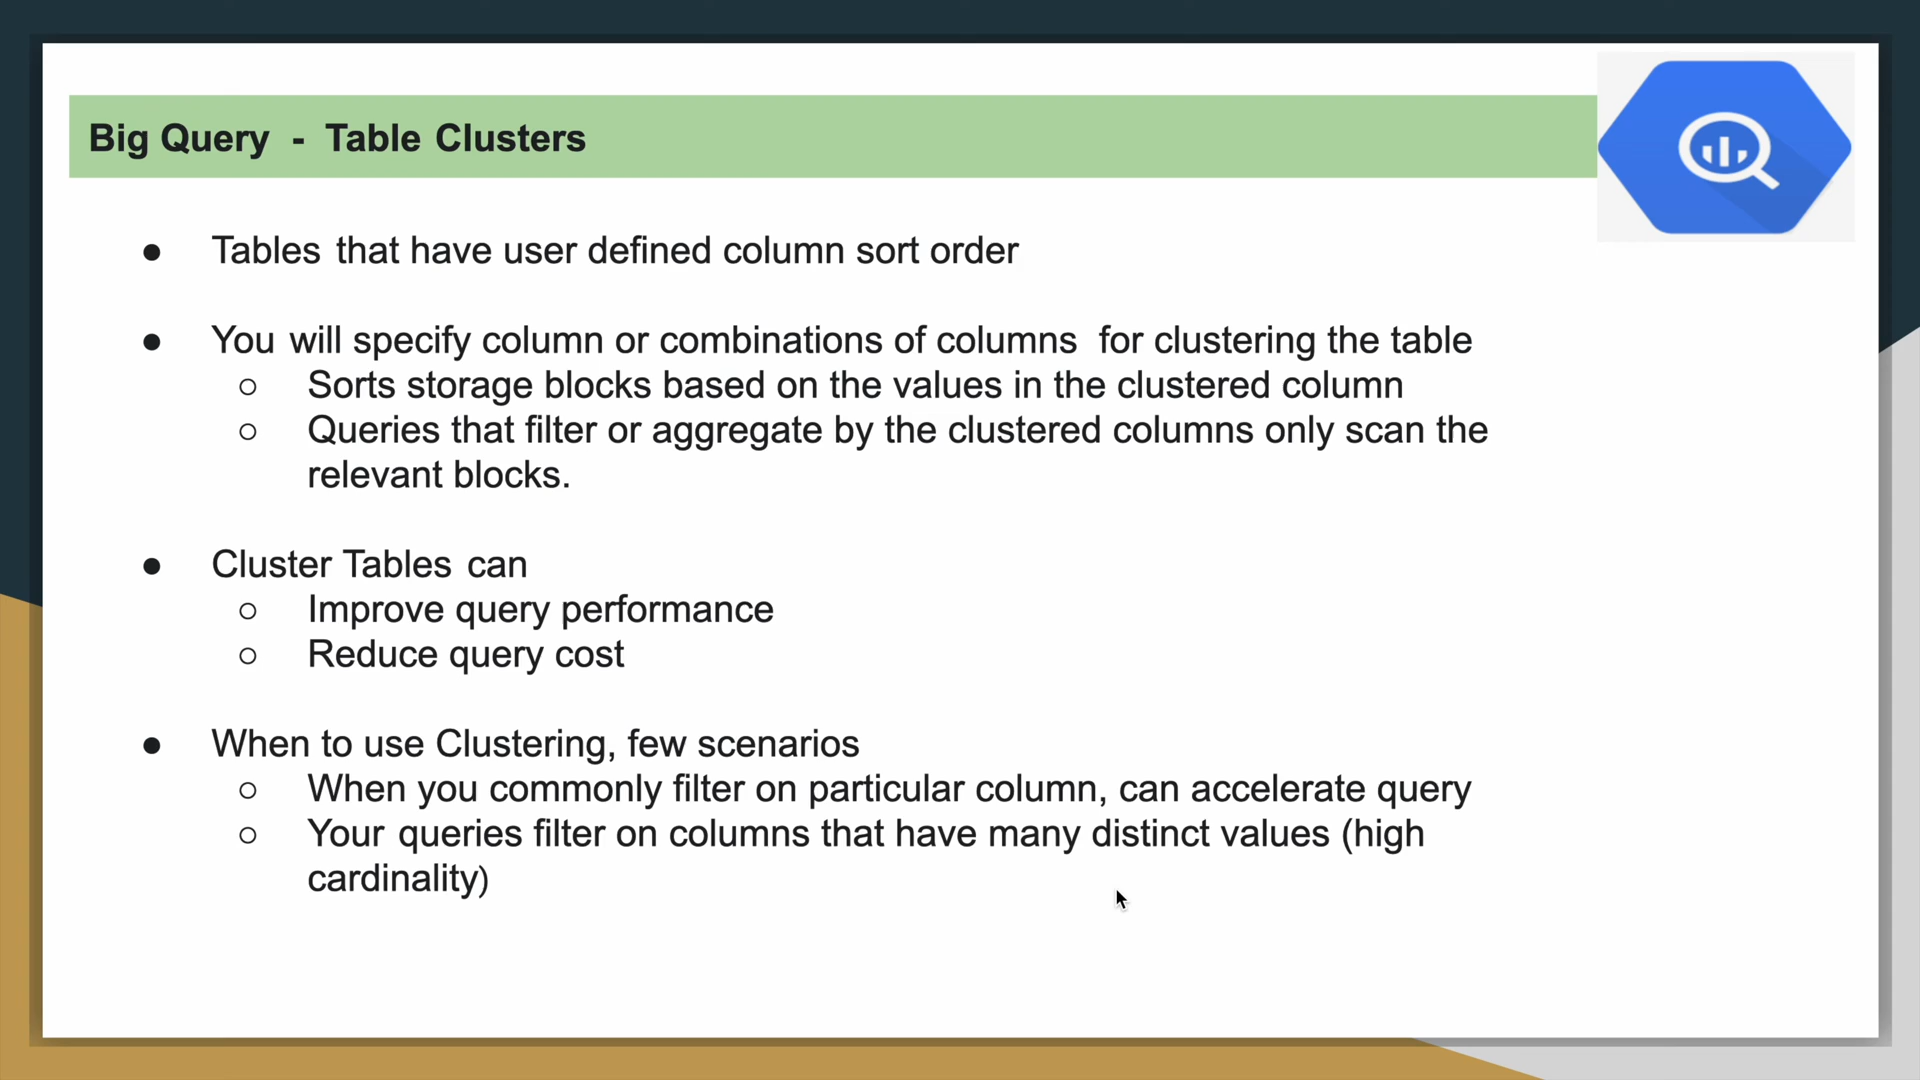 Big Query - Table Clusters
● Tables that have user defined column sort order
● You will specify column or combinations of columns for clustering the table
○ Sorts storage blocks based on the values in the clustered column
○ Queries that filter or aggregate by the clustered columns only scan the
relevant blocks.
● Cluster Tables can
○ Improve query performance
○ Reduce query cost
● When to use Clustering, few scenarios
○ When you commonly filter on particular column, can accelerate query
○ Your queries filter on columns that have many distinct values (high
cardinality)